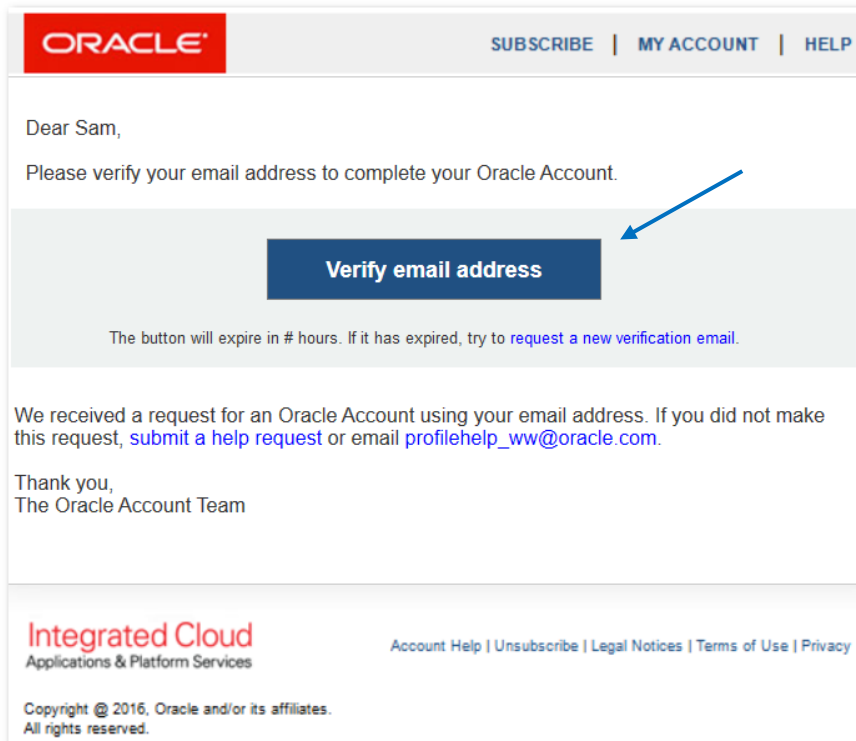 ORACLE'
SUBSCRIBE | MY ACCOUNT | HELP
Dear Sam,
Please verify your email address to complete your Oracle Account.
Verify email address
The button will expire in # hours. If it has expired, try to request a new verification email.
We received a request for an Oracle Account using your email address. If you did not make
this request, submit a help request or email profilehelp_ww@oracle.com.
Thank you,
The Oracle Account Team
Integrated Cloud
Applications & Platform Services
Account Help | Unsubscribe | Legal Notices | Terms of Use | Privacy
Copyright @ 2016, Oracle and/or its affiliates.
All rights reserved.